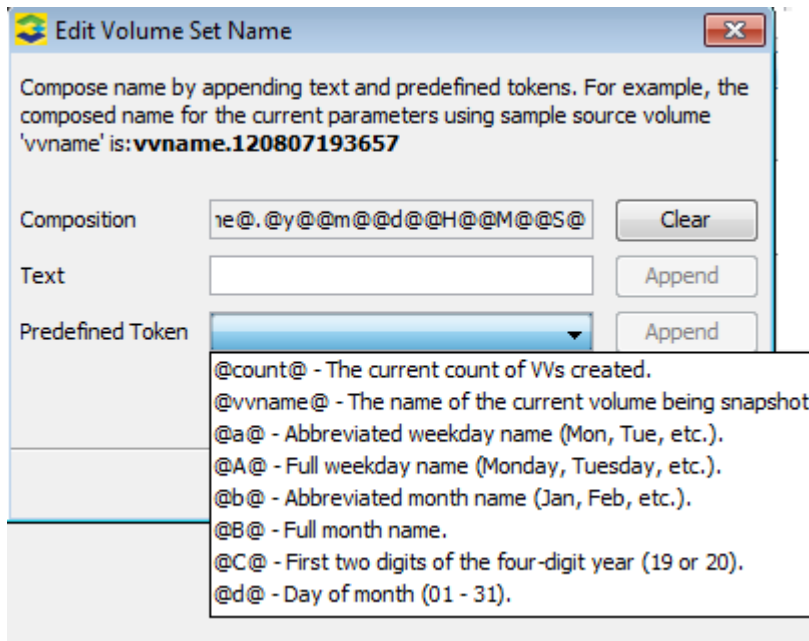 Edit Volume Set Name
Compose name by appending text and predefined tokens. For example, the
composed name for the current parameters using sample source volume
'vvname' is:vvname.120807193657
Composition
ne@.@y@@m@@d@@H@@M@@S@
Clear
Text
Append
Predefined Token
Append
@count@ - The current count of VVs created.
@vvname@ - The name of the current volume being snapshot
@a@ - Abbreviated weekday name (Mon, Tue, etc.).
@A@ - Full weekday name (Monday, Tuesday, etc.).
@b@ - Abbreviated month name (Jan, Feb, etc.).
@B@ - Full month name.
@C@ - First two digits of the four-digit year (19 or 20).
@d@ - Day of month (01 - 31).